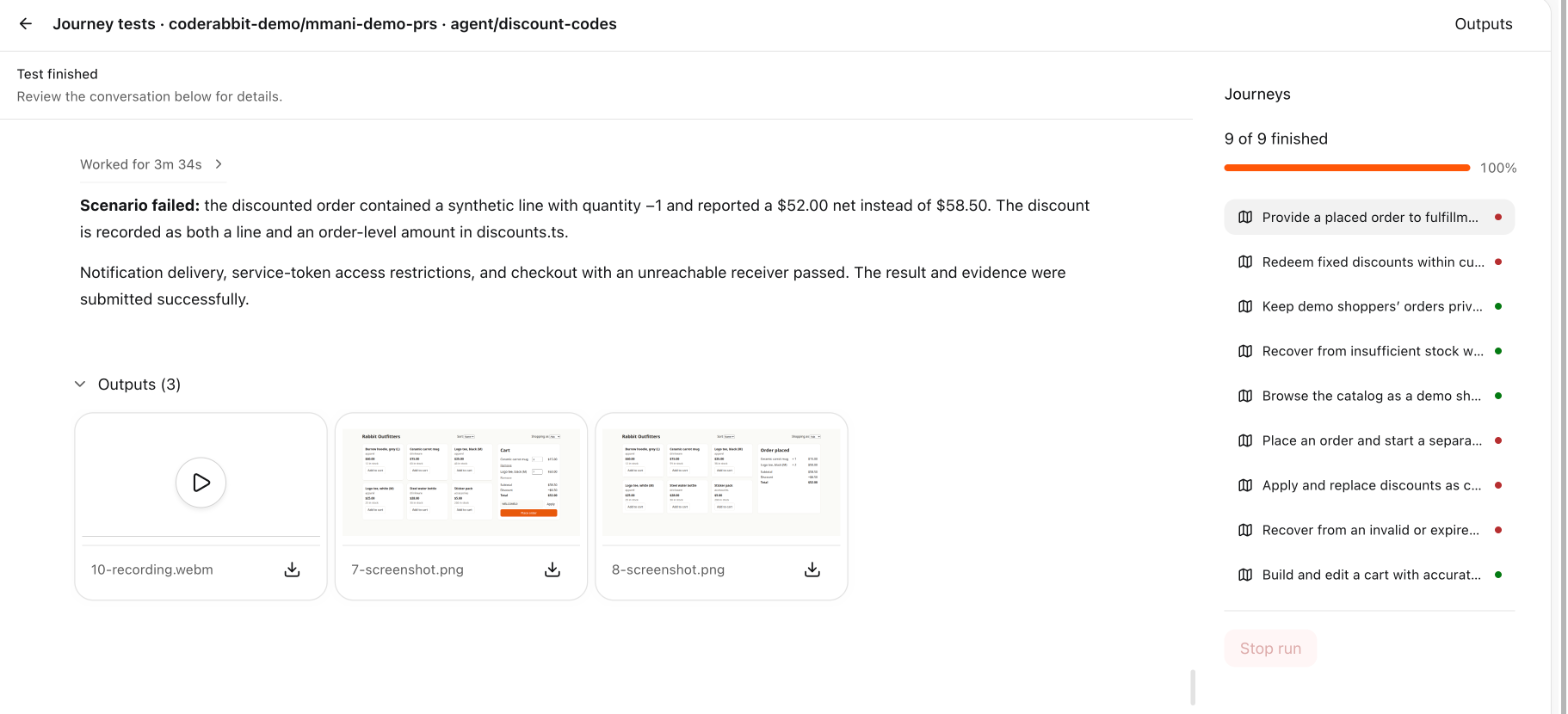 Journey tests · coderabbit-demo/mmani-demo-prs · agent/discount-codes
Outputs
Test finished
Review the conversation below for details.
Worked for 3m 34s
Scenario failed: the discounted order contained a synthetic line with quantity −1 and reported a $52.00 net instead of $58.50. The discount
is recorded as both a line and an order-level amount in discounts.ts.
Notification delivery, service-token access restrictions, and checkout with an unreachable receiver passed. The result and evidence were
submitted successfully.
Outputs (3)
Rabbit Outfitters
Cart
Rabbit Outfitters
Order placed
10-recording.webm
7-screenshot.png
8-screenshot.png
Journeys
9 of 9 finished
100%
Provide a placed order to fulfillm...
Redeem fixed discounts within cu...
Keep demo shoppers’ orders priv...
Recover from insufficient stock w...
Browse the catalog as a demo sh...
Place an order and start a separa...
Apply and replace discounts as c...
Recover from an invalid or expire...
Build and edit a cart with accurat...
Stop run